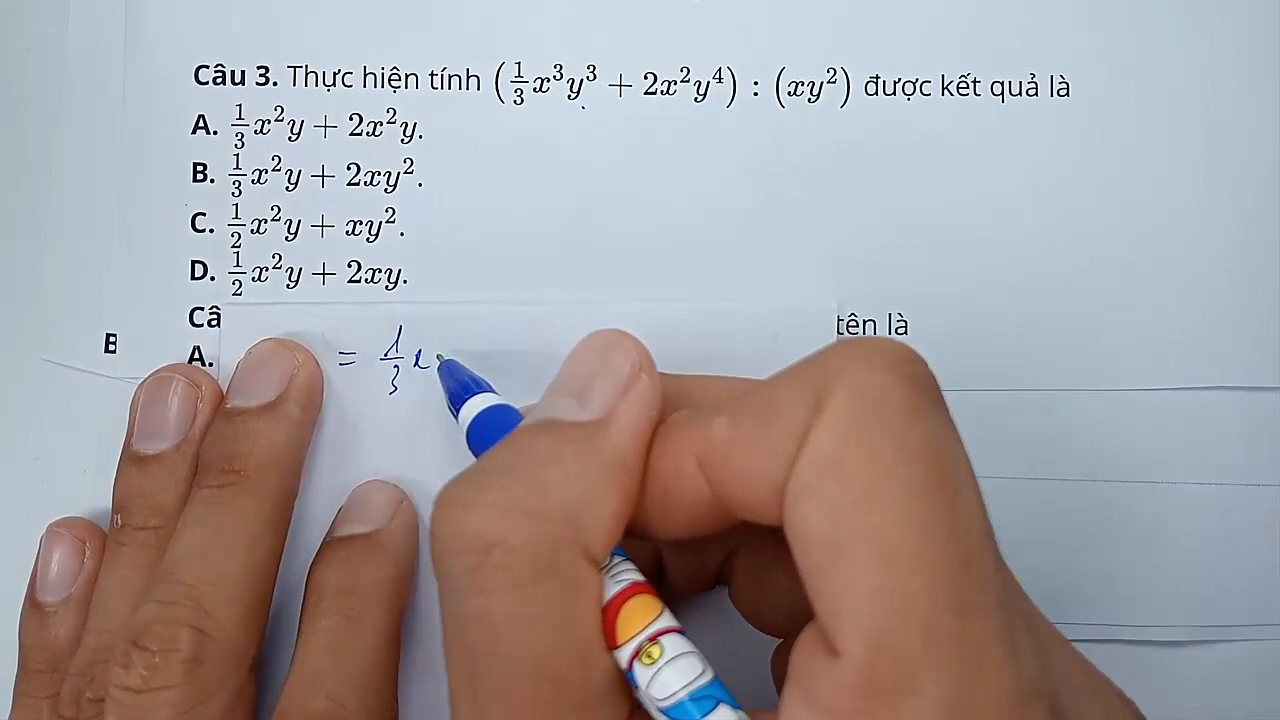 Câu 3. Thực hiện tính (1/3x³y³ + 2x²y⁴) : (xy²) được kết quả là
A. 1/3x²y + 2x²y.
B. 1/3x²y + 2xy².
C. 1/2x²y + xy².
D. 1/2x²y + 2xy.
Câ tên là
B A.
= 1/3 x